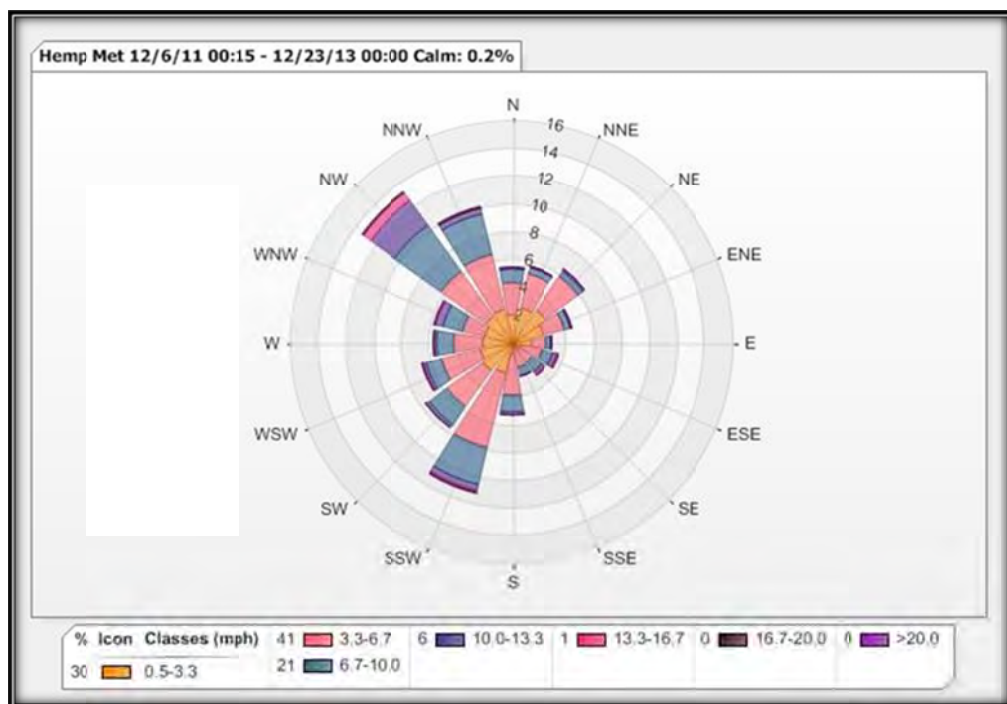 Hemp Met 12/6/11 00:15 - 12/23/13 00:00 Calm: 0.2%
N
NNW
16
NNE
14
NW
12
NE
10
8
WNW
6
ENE
4
2
W
E
WSW
ESE
SW
SE
SSW
SSE
S
% Icon Classes (mph) 41 3.3-6.7 6 10.0-13.3 1 13.3-16.7 0 16.7-20.0 0 >20.0
30 0.5-3.3 21 6.7-10.0